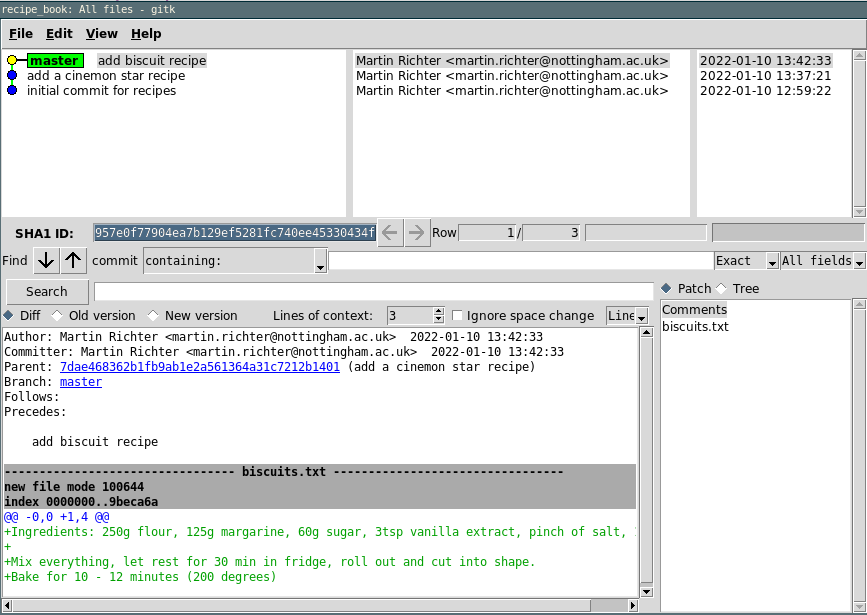 recipe_book: All files - gitk
File Edit View Help
master add biscuit recipe Martin Richter <martin.richter@nottingham.ac.uk> 2022-01-10 13:42:33
add a cinemon star recipe Martin Richter <martin.richter@nottingham.ac.uk> 2022-01-10 13:37:21
initial commit for recipes Martin Richter <martin.richter@nottingham.ac.uk> 2022-01-10 12:59:22
SHA1 ID: 957e0f77904ea7b129ef5281fc740ee45330434f Row 1 / 3
Find commit containing: Exact All fields
Search
Diff Old version New version Lines of context: 3 Ignore space change Line
Patch Tree
Author: Martin Richter <martin.richter@nottingham.ac.uk>  2022-01-10 13:42:33
Committer: Martin Richter <martin.richter@nottingham.ac.uk>  2022-01-10 13:42:33
Parent: 7dae468362b1fb9ab1e2a561364a31c7212b1401 (add a cinemon star recipe)
Branch: master
Follows:
Precedes:
add biscuit recipe
--------------------------------- biscuits.txt ---------------------------------
new file mode 100644
index 0000000..9beca6a
@@ -0,0 +1,4 @@
+Ingredients: 250g flour, 125g margarine, 60g sugar, 3tsp vanilla extract, pinch of salt,
+
+Mix everything, let rest for 30 min in fridge, roll out and cut into shape.
+Bake for 10 - 12 minutes (200 degrees)
Comments
biscuits.txt